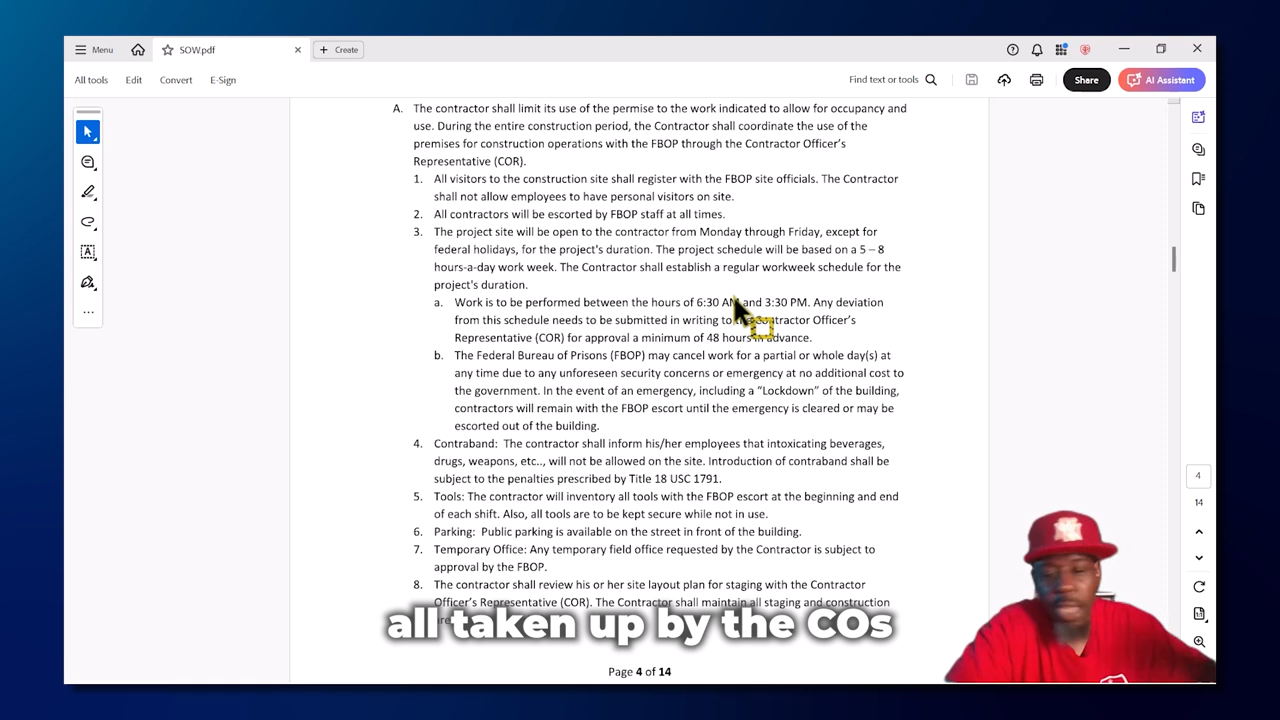 Menu
SOW.pdf
Create
All tools
Edit
Convert
E-Sign
Find text or tools
Share
AI Assistant
A. The contractor shall limit its use of the permise to the work indicated to allow for occupancy and
use. During the entire construction period, the Contractor shall coordinate the use of the
premises for construction operations with the FBOP through the Contractor Officer's
Representative (COR).
1. All visitors to the construction site shall register with the FBOP site officials. The Contractor
shall not allow employees to have personal visitors on site.
2. All contractors will be escorted by FBOP staff at all times.
3. The project site will be open to the contractor from Monday through Friday, except for
federal holidays, for the project's duration. The project schedule will be based on a 5 – 8
hours-a-day work week. The Contractor shall establish a regular workweek schedule for the
project's duration.
a. Work is to be performed between the hours of 6:30 AM and 3:30 PM. Any deviation
from this schedule needs to be submitted in writing to the Contractor Officer's
Representative (COR) for approval a minimum of 48 hours in advance.
b. The Federal Bureau of Prisons (FBOP) may cancel work for a partial or whole day(s) at
any time due to any unforeseen security concerns or emergency at no additional cost to
the government. In the event of an emergency, including a "Lockdown" of the building,
contractors will remain with the FBOP escort until the emergency is cleared or may be
escorted out of the building.
4. Contraband: The contractor shall inform his/her employees that intoxicating beverages,
drugs, weapons, etc.., will not be allowed on the site. Introduction of contraband shall be
subject to the penalties prescribed by Title 18 USC 1791.
5. Tools: The contractor will inventory all tools with the FBOP escort at the beginning and end
of each shift. Also, all tools are to be kept secure while not in use.
6. Parking: Public parking is available on the street in front of the building.
7. Temporary Office: Any temporary field office requested by the Contractor is subject to
approval by the FBOP.
8. The contractor shall review his or her site layout plan for staging with the Contractor
Officer's Representative (COR). The Contractor shall maintain all staging and construction
all taken up by the COs
Page 4 of 14
4
14